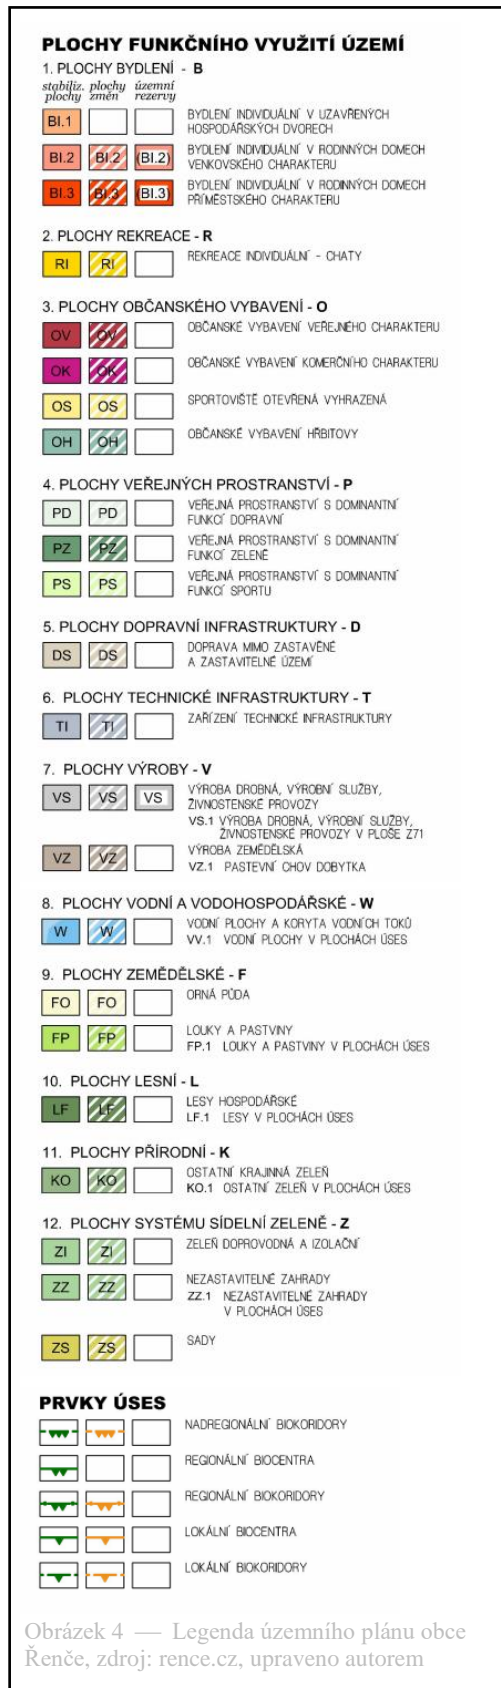 PLOCHY FUNKČNÍHO VYUŽITÍ ÚZEMÍ
1. PLOCHY BYDLENÍ - B
stabiliz. plochy územní
plochy změn rezervy
BI.1 BYDLENÍ INDIVIDUÁLNÍ V UZAVŘENÝCH
HOSPODÁŘSKÝCH DVORECH
BI.2 BI.2 (BI.2) BYDLENÍ INDIVIDUÁLNÍ V RODINNÝCH DOMECH
VENKOVSKÉHO CHARAKTERU
BI.3 BI.3 (BI.3) BYDLENÍ INDIVIDUÁLNÍ V RODINNÝCH DOMECH
PŘÍMĚSTSKÉHO CHARAKTERU
2. PLOCHY REKREACE - R
RI RI REKREACE INDIVIDUÁLNÍ - CHATY
3. PLOCHY OBČANSKÉHO VYBAVENÍ - O
OV OV OBČANSKÉ VYBAVENÍ VEŘEJNÉHO CHARAKTERU
OK OK OBČANSKÉ VYBAVENÍ KOMERČNÍHO CHARAKTERU
OS OS SPORTOVIŠTĚ OTEVŘENÁ VYHRAZENÁ
OH OH OBČANSKÉ VYBAVENÍ HŘBITOVY
4. PLOCHY VEŘEJNÝCH PROSTRANSTVÍ - P
PD PD VEŘEJNÁ PROSTRANSTVÍ S DOMINANTNÍ
FUNKCÍ DOPRAVNÍ
PZ PZ VEŘEJNÁ PROSTRANSTVÍ S DOMINANTNÍ
FUNKCÍ ZELENĚ
PS PS VEŘEJNÁ PROSTRANSTVÍ S DOMINANTNÍ
FUNKCÍ SPORTU
5. PLOCHY DOPRAVNÍ INFRASTRUKTURY - D
DS DS DOPRAVA MIMO ZASTAVĚNÉ
A ZASTAVITELNÉ ÚZEMÍ
6. PLOCHY TECHNICKÉ INFRASTRUKTURY - T
TI TI ZAŘÍZENÍ TECHNICKÉ INFRASTRUKTURY
7. PLOCHY VÝROBY - V
VS VS VS VÝROBA DROBNÁ, VÝROBNÍ SLUŽBY,
ŽIVNOSTENSKÉ PROVOZY
VS.1 VÝROBA DROBNÁ, VÝROBNÍ SLUŽBY,
ŽIVNOSTENSKÉ PROVOZY V PLOŠE Z71
VZ VZ VÝROBA ZEMĚDĚLSKÁ
VZ.1 PASTEVNÍ CHOV DOBYTKA
8. PLOCHY VODNÍ A VODOHOSPODÁŘSKÉ - W
W W VODNÍ PLOCHY A KORYTA VODNÍCH TOKŮ
VV.1 VODNÍ PLOCHY V PLOCHÁCH ÚSES
9. PLOCHY ZEMĚDĚLSKÉ - F
FO FO ORNÁ PŮDA
FP FP LOUKY A PASTVINY
FP.1 LOUKY A PASTVINY V PLOCHÁCH ÚSES
10. PLOCHY LESNÍ - L
LF LF LESY HOSPODÁŘSKÉ
LF.1 LESY V PLOCHÁCH ÚSES
11. PLOCHY PŘÍRODNÍ - K
KO KO OSTATNÍ KRAJINNÁ ZELEŇ
KO.1 OSTATNÍ ZELEŇ V PLOCHÁCH ÚSES
12. PLOCHY SYSTÉMU SÍDELNÍ ZELENĚ - Z
ZI ZI ZELEŇ DOPROVODNÁ A IZOLAČNÍ
ZZ ZZ NEZASTAVITELNÉ ZAHRADY
ZZ.1 NEZASTAVITELNÉ ZAHRADY
V PLOCHÁCH ÚSES
ZS ZS SADY
PRVKY ÚSES
NADREGIONÁLNÍ BIOKORIDORY
REGIONÁLNÍ BIOCENTRA
REGIONÁLNÍ BIOKORIDORY
LOKÁLNÍ BIOCENTRA
LOKÁLNÍ BIOKORIDORY
Obrázek 4 — Legenda územního plánu obce
Řenče, zdroj: rence.cz, upraveno autorem